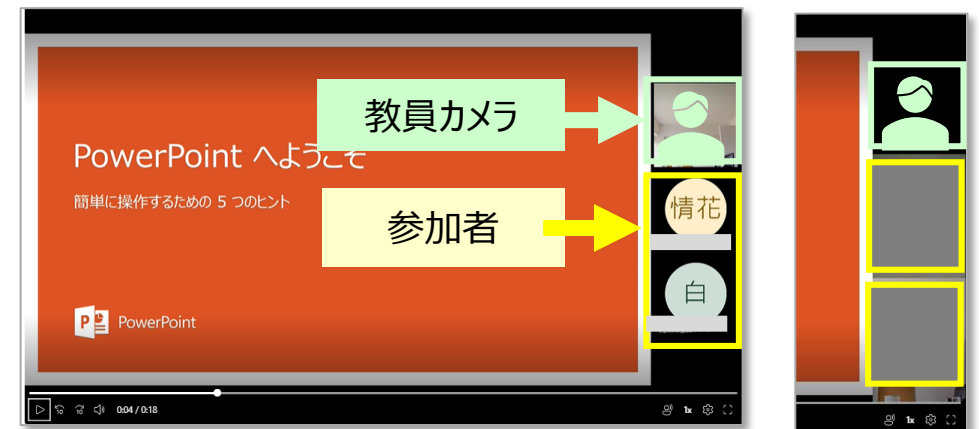 PowerPoint へようこそ
簡単に操作するための 5 つのヒント
PowerPoint
教員カメラ
参加者
情花
白
10
10
0:04 / 0:18
1x
1x